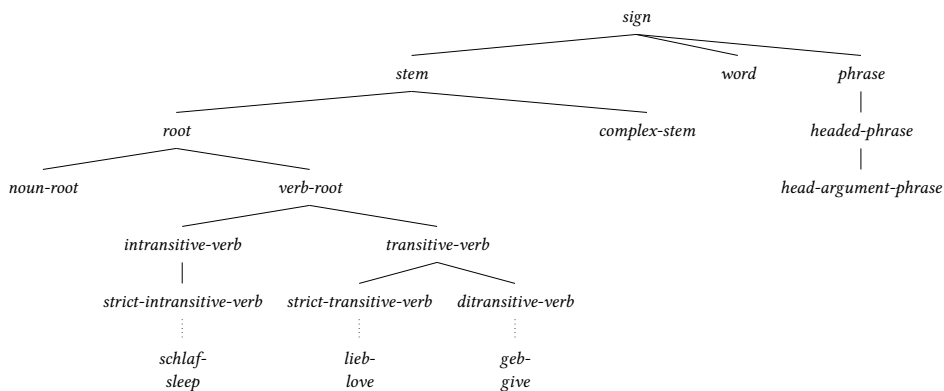 sign
stem word phrase
root complex-stem headed-phrase
noun-root verb-root head-argument-phrase
intransitive-verb transitive-verb
strict-intransitive-verb strict-transitive-verb ditransitive-verb
schlaf- lieb- geb-
sleep love give